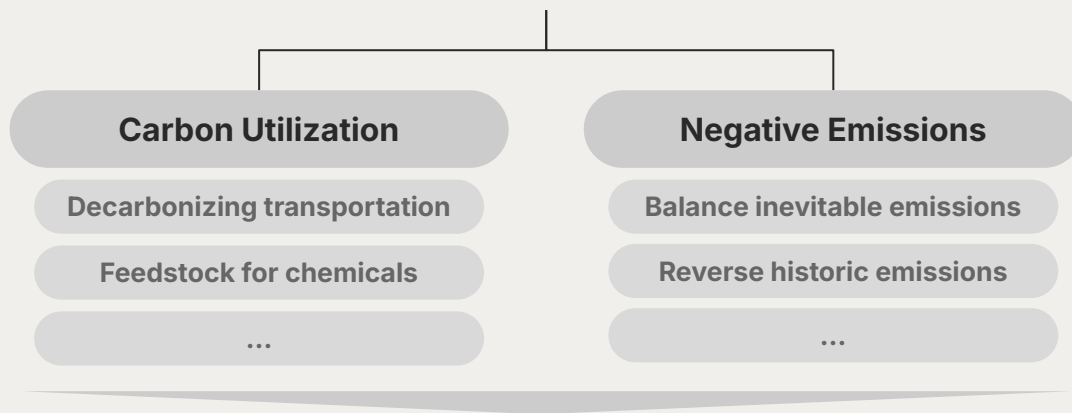 Carbon Utilization
Decarbonizing transportation
Feedstock for chemicals
...
Negative Emissions
Balance inevitable emissions
Reverse historic emissions
...